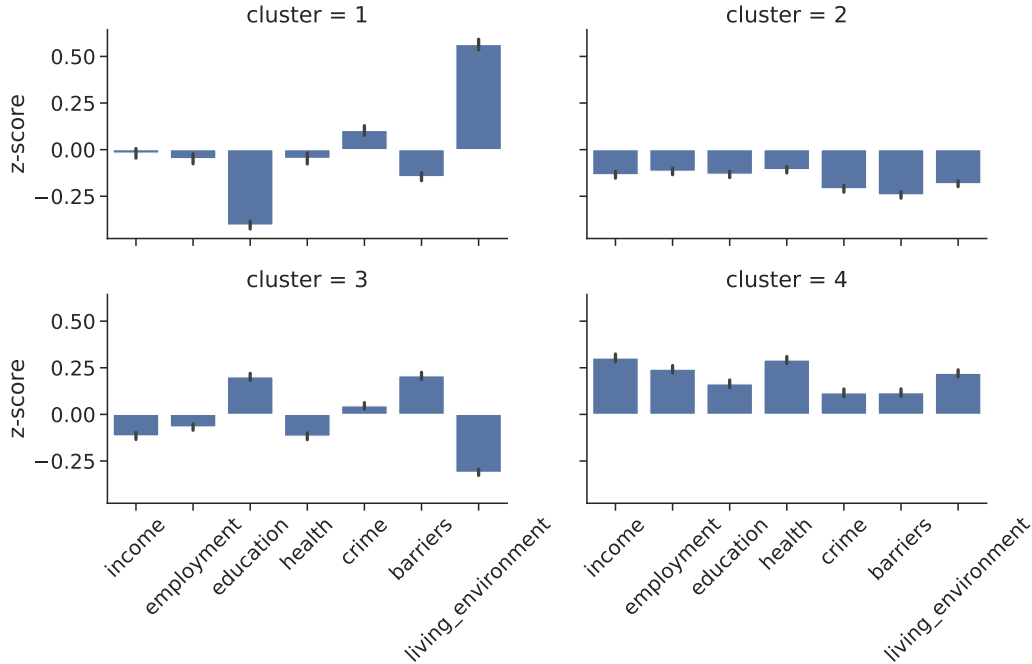 cluster = 1
cluster = 2
z-score
0.50
0.25
0.00
−0.25
cluster = 3
cluster = 4
z-score
0.50
0.25
0.00
−0.25
income
employment
education
health
crime
barriers
living_environment
income
employment
education
health
crime
barriers
living_environment